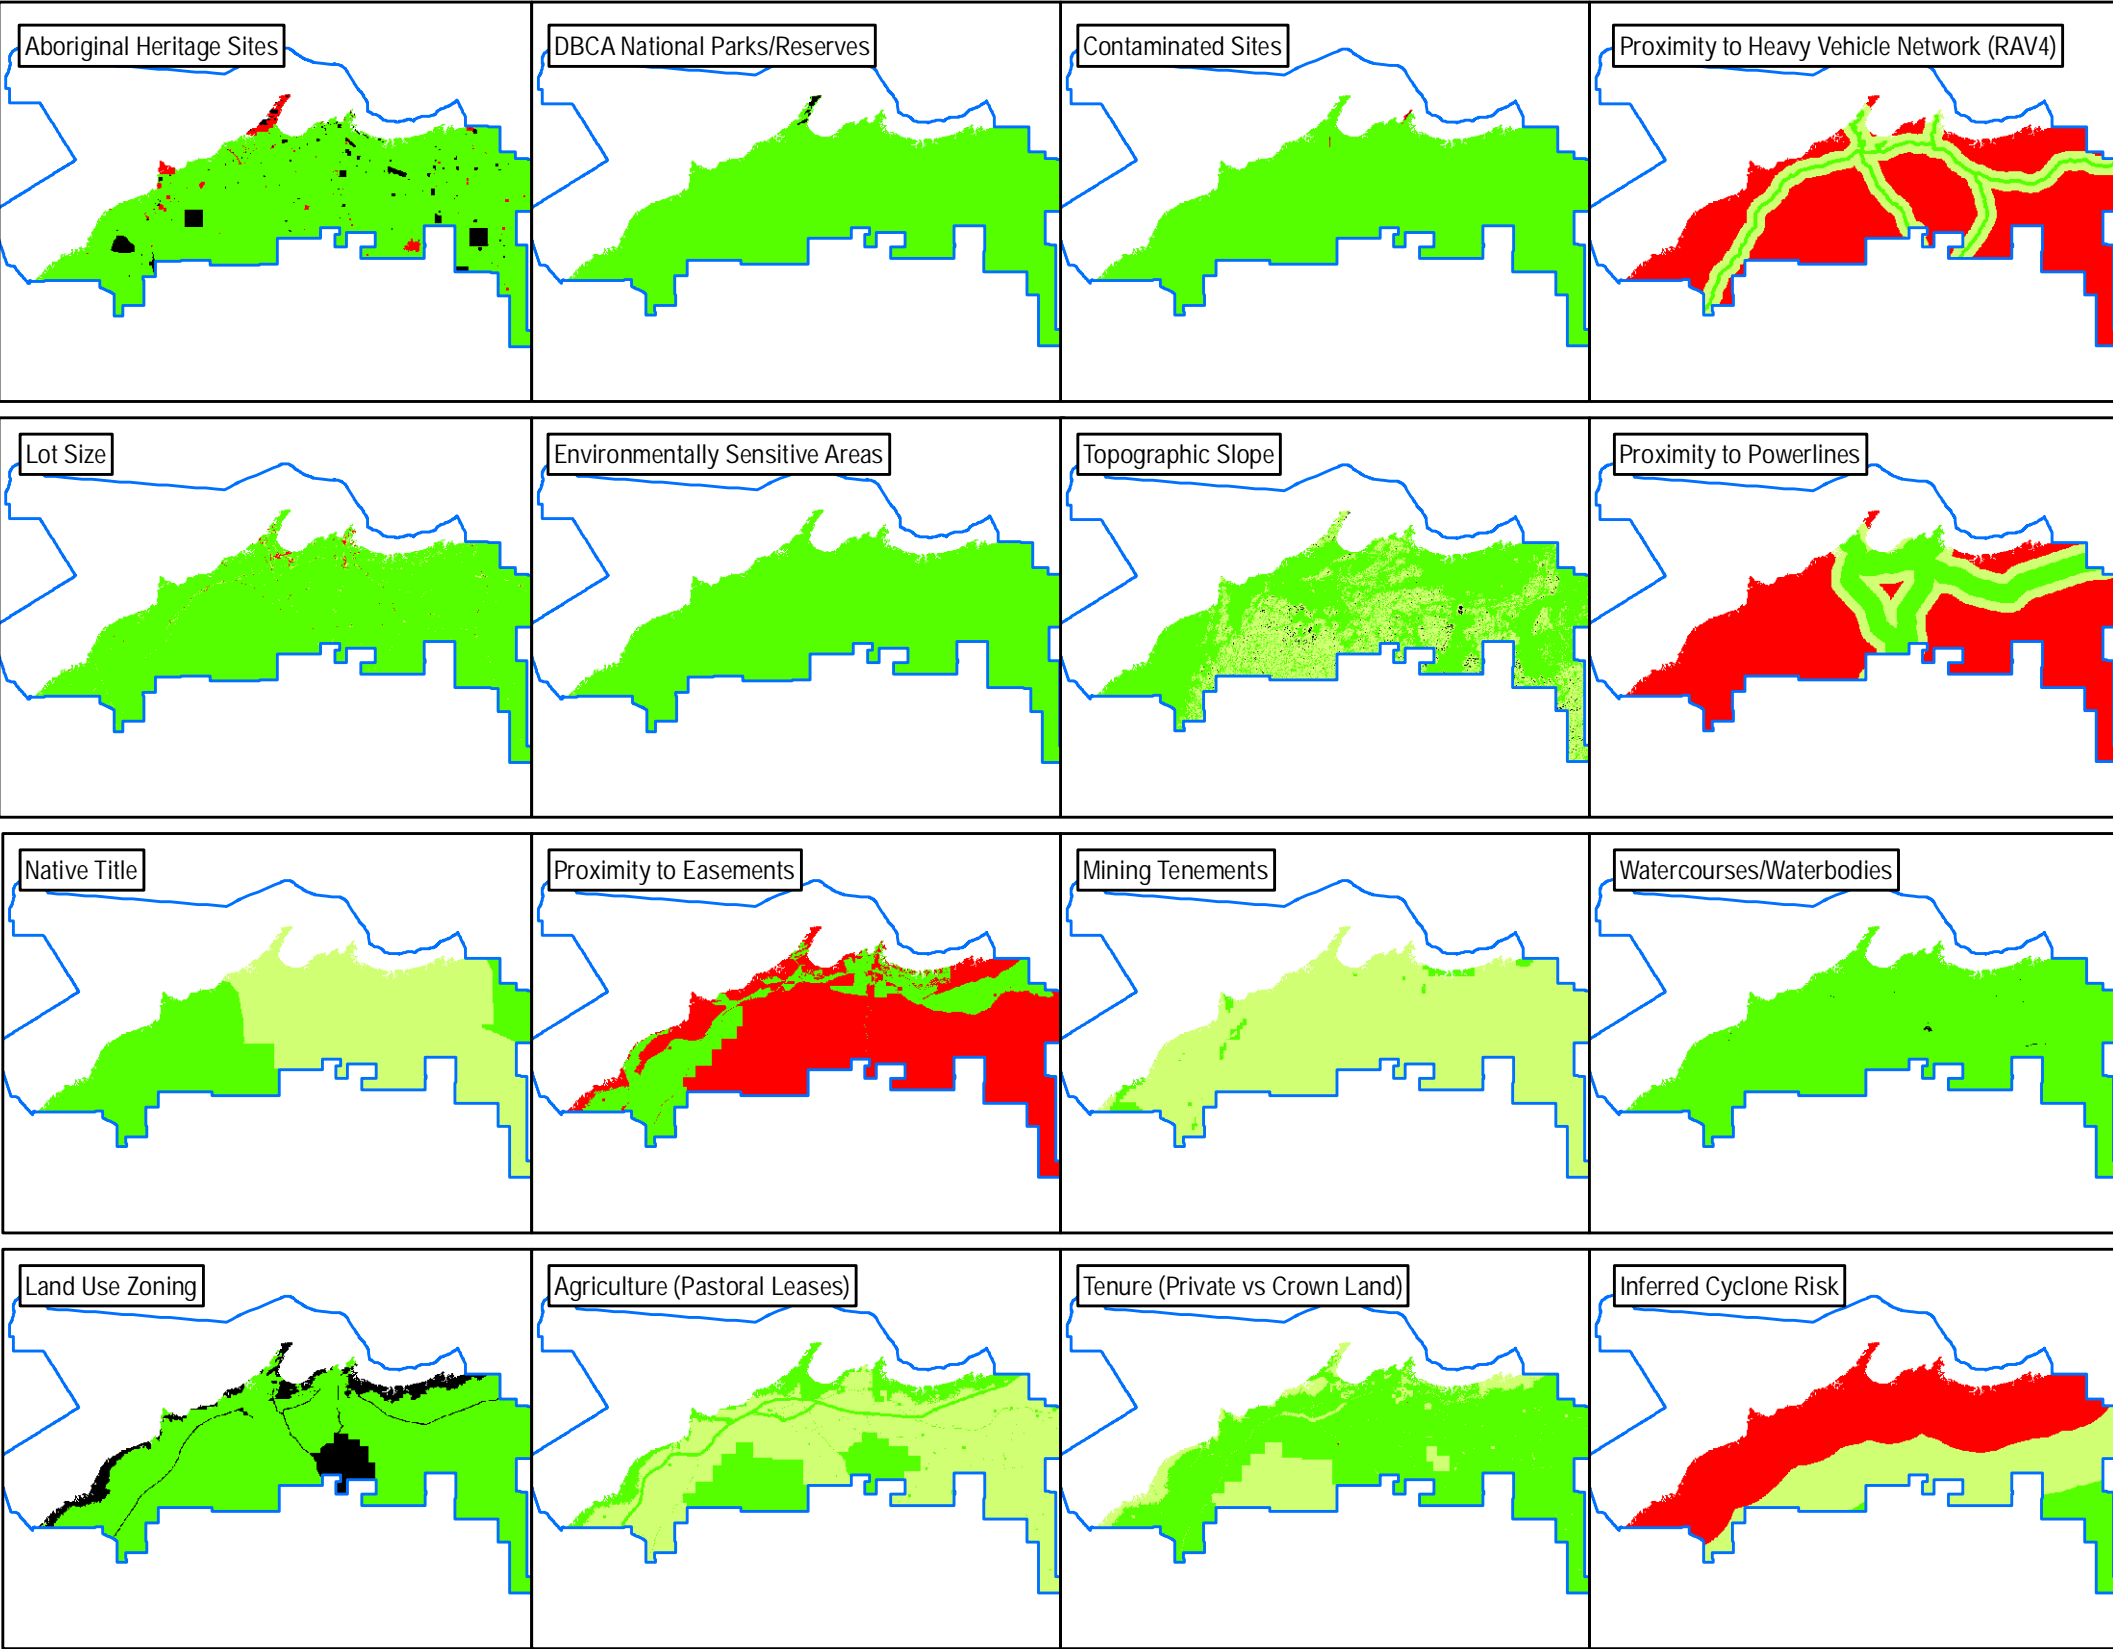 Aboriginal Heritage Sites
DBCA National Parks/Reserves
Contaminated Sites
Proximity to Heavy Vehicle Network (RAV4)
Lot Size
Environmentally Sensitive Areas
Topographic Slope
Proximity to Powerlines
Native Title
Proximity to Easements
Mining Tenements
Watercourses/Waterbodies
Land Use Zoning
Agriculture (Pastoral Leases)
Tenure (Private vs Crown Land)
Inferred Cyclone Risk